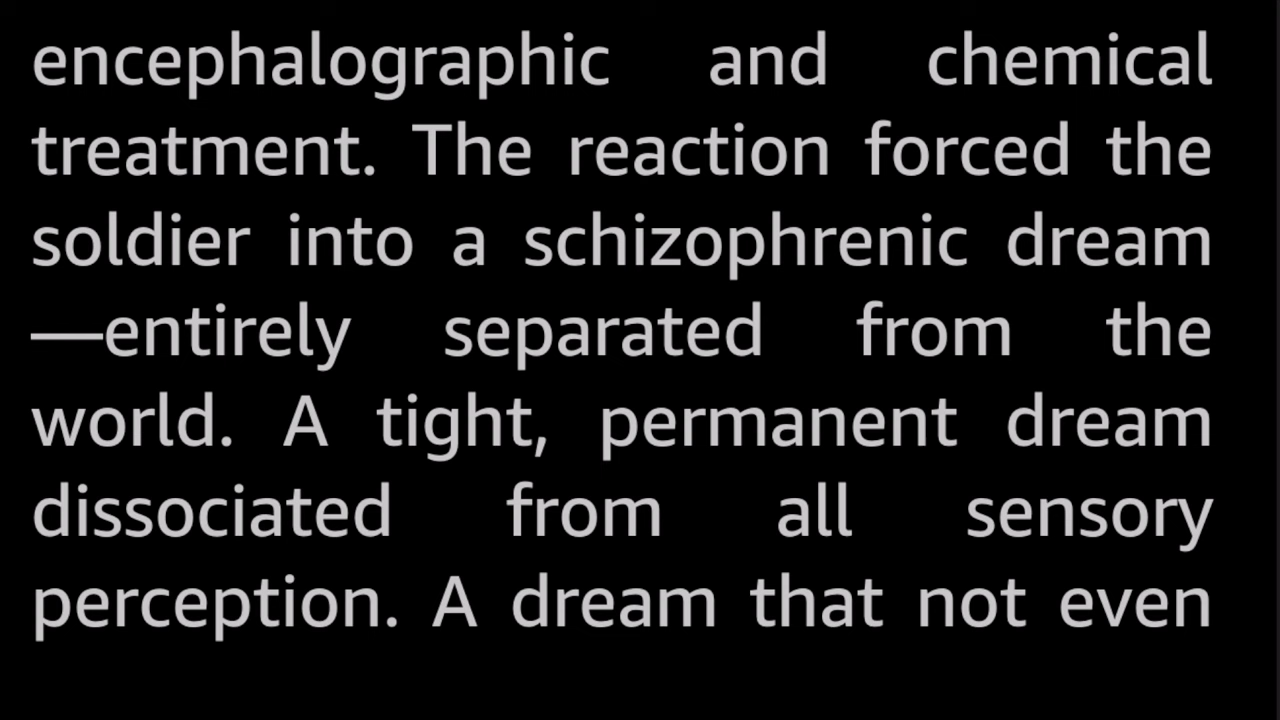 encephalographic and chemical
treatment. The reaction forced the
soldier into a schizophrenic dream
—entirely separated from the
world. A tight, permanent dream
dissociated from all sensory
perception. A dream that not even